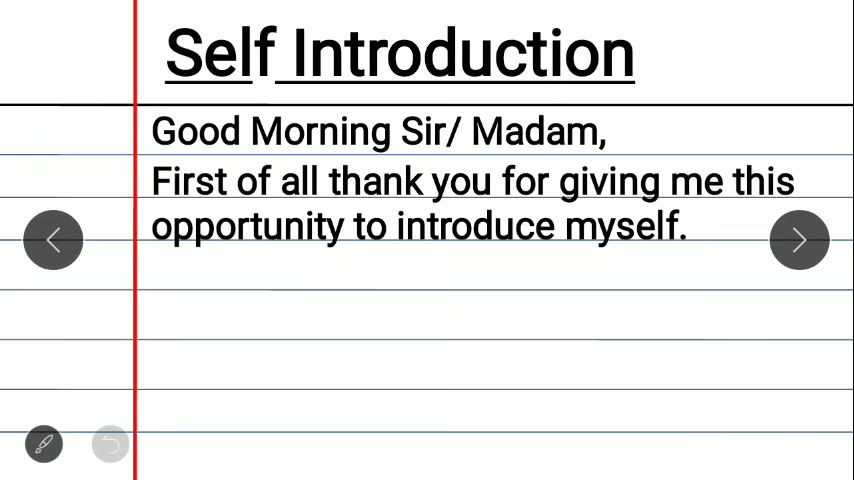 Self Introduction
Good Morning Sir/ Madam,
First of all thank you for giving me this
opportunity to introduce myself.